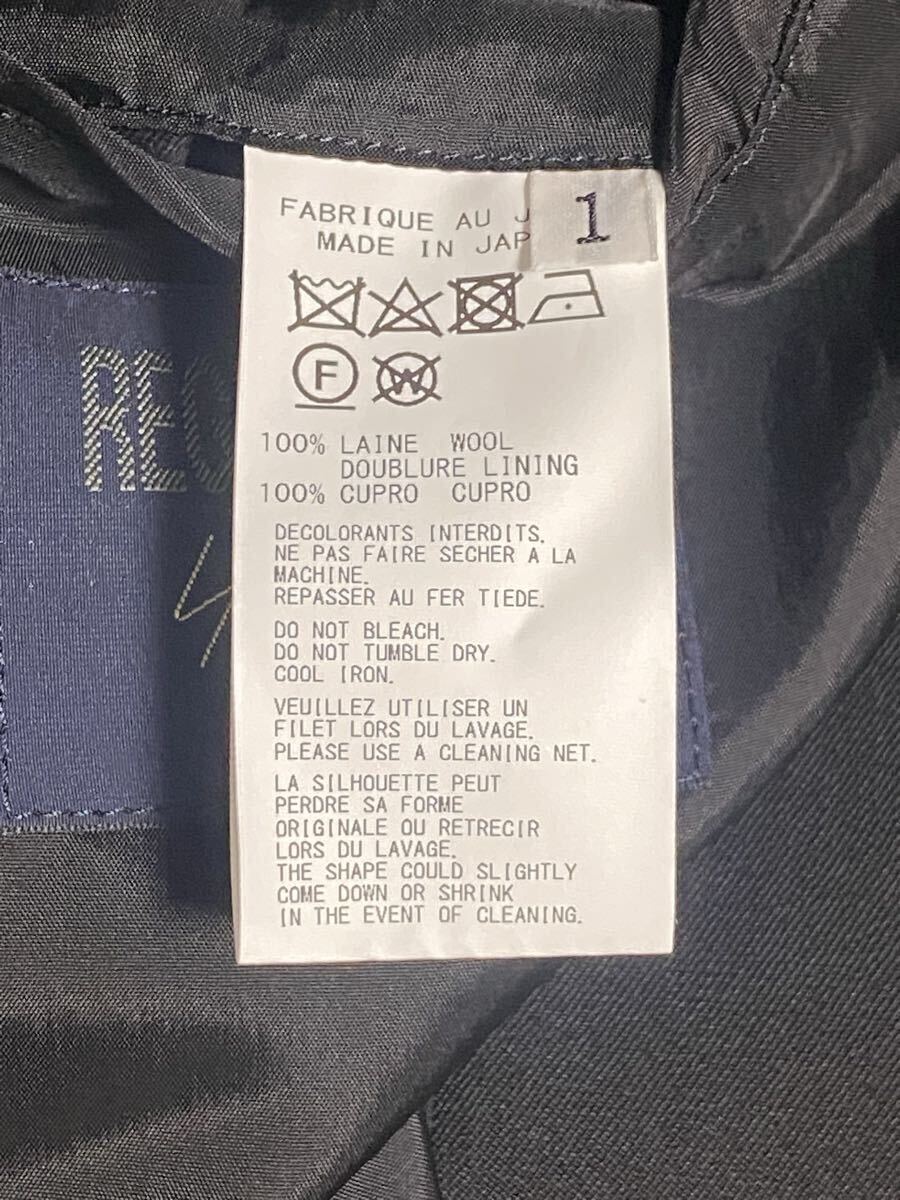 FABRIQUE AU
MADE IN JAP
1
F
W
REC
100% LAINE WOOL
DOUBLURE LINING
100% CUPRO CUPRO
DECOLORANTS INTERDITS.
NE PAS FAIRE SECHER A LA
MACHINE.
REPASSER AU FER TIEDE.
DO NOT BLEACH.
DO NOT TUMBLE DRY.
COOL IRON.
VEUILLEZ UTILISER UN
FILET LORS DU LAVAGE.
PLEASE USE A CLEANING NET.
LA SILHOUETTE PEUT
PERDRE SA FORME
ORIGINALE OU RETRECIR
LORS DU LAVAGE.
THE SHAPE COULD SLIGHTLY
COME DOWN OR SHRINK
IN THE EVENT OF CLEANING.